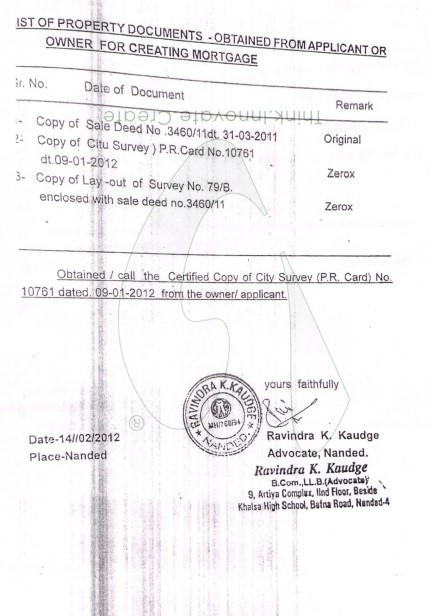 IST OF PROPERTY DOCUMENTS - OBTAINED FROM APPLICANT OR
OWNER FOR CREATING MORTGAGE
Sr. No. Date of Document Remark
Think.Innovate Create
1- Copy of Sale Deed No .3460/11dt. 31-03-2011 Original
2- Copy of Citu Survey ) P.R.Card No.10761
dt.09-01-2012 Zerox
3- Copy of Lay -out of Survey No. 79/B.
enclosed with sale deed no.3460/11 Zerox
Obtained / call the Certified Copy of City Survey (P.R. Card) No.
10761 dated. 09-01-2012 from the owner/ applicant.
yours faithfully
RAVINDRA K.KAUDGE
NANDED.
®
Date-14//02/2012 Ravindra K. Kaudge
Place-Nanded Advocate, Nanded.
Ravindra K. Kaudge
B.Com.,LL.B.(Advocate)
9, Artiya Complax, IInd Floor, Beside
Khalsa High School, Bafna Road, Nanded-4